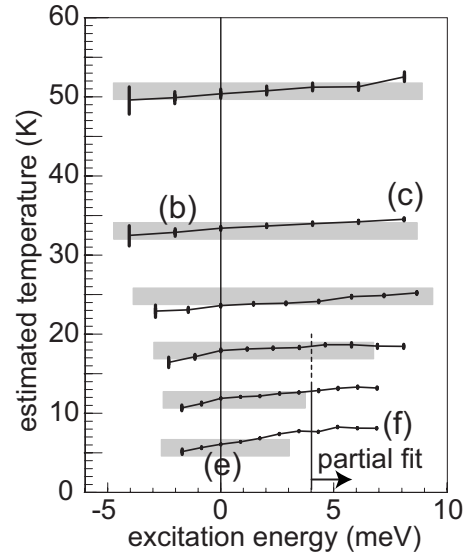 60
50
40
30
20
10
0
estimated temperature (K)
(b)
(c)
(e)
(f)
partial fit
-5
0
5
10
excitation energy (meV)